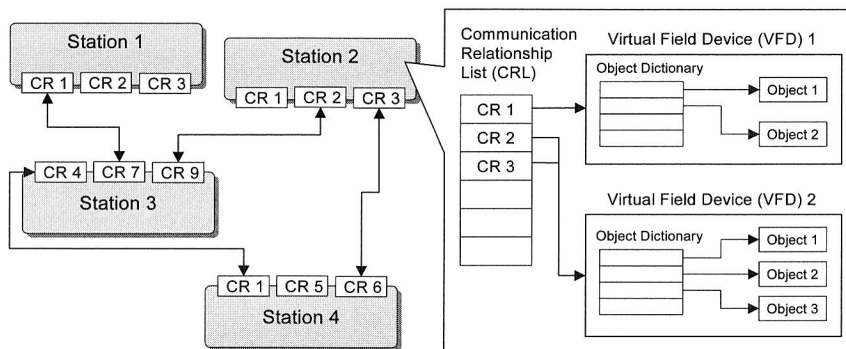 Station 1
CR 1 CR 2 CR 3
Station 2
CR 1 CR 2 CR 3
CR 4 CR 7 CR 9
Station 3
CR 1 CR 5 CR 6
Station 4
Communication
Relationship
List (CRL)
CR 1
CR 2
CR 3
Virtual Field Device (VFD) 1
Object Dictionary
Object 1
Object 2
Virtual Field Device (VFD) 2
Object Dictionary
Object 1
Object 2
Object 3